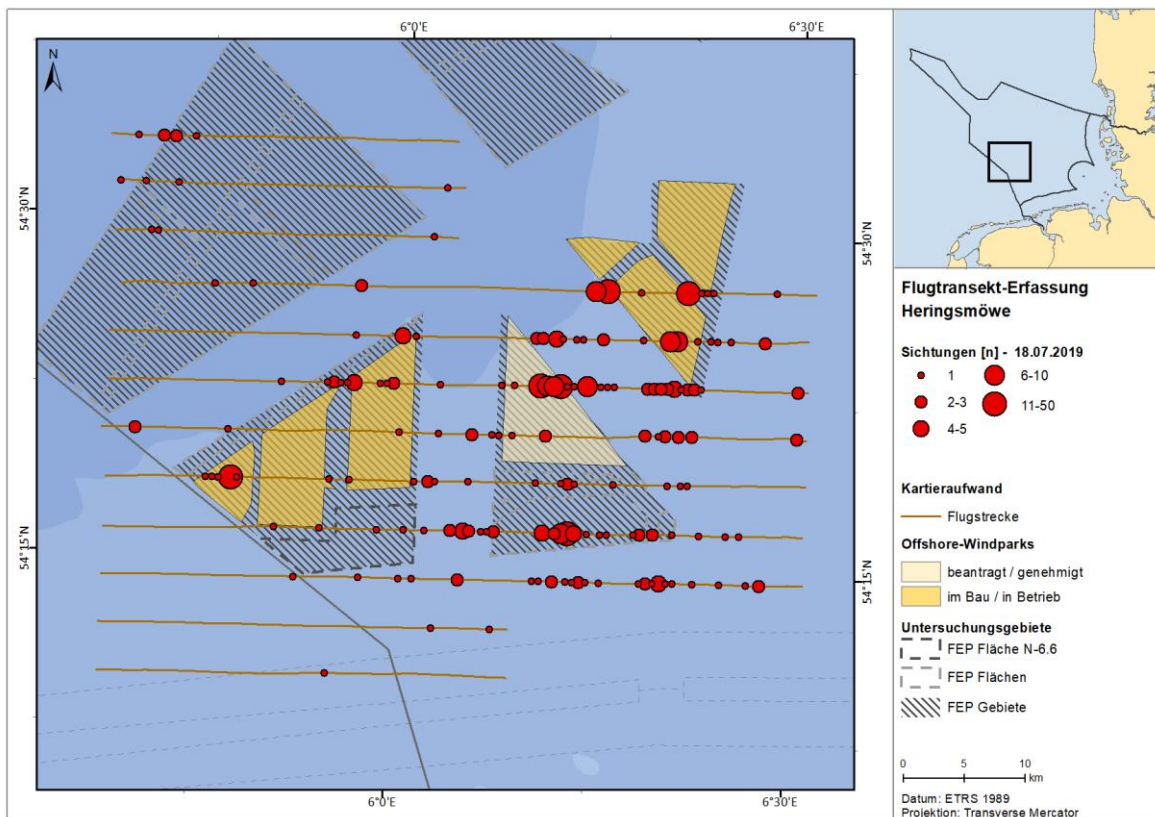 6°0'E
6°30'E
N
54°30'N
54°30'N
54°15'N
54°15'N
6°0'E
6°30'E
Flugtransekt-Erfassung
Heringsmöwe
Sichtungen [n] - 18.07.2019
1
6-10
2-3
11-50
4-5
Kartieraufwand
Flugstrecke
Offshore-Windparks
beantragt / genehmigt
im Bau / in Betrieb
Untersuchungsgebiete
FEP Fläche N-6.6
FEP Flächen
FEP Gebiete
0 5 10
km
Datum: ETRS 1989
Projektion: Transverse Mercator